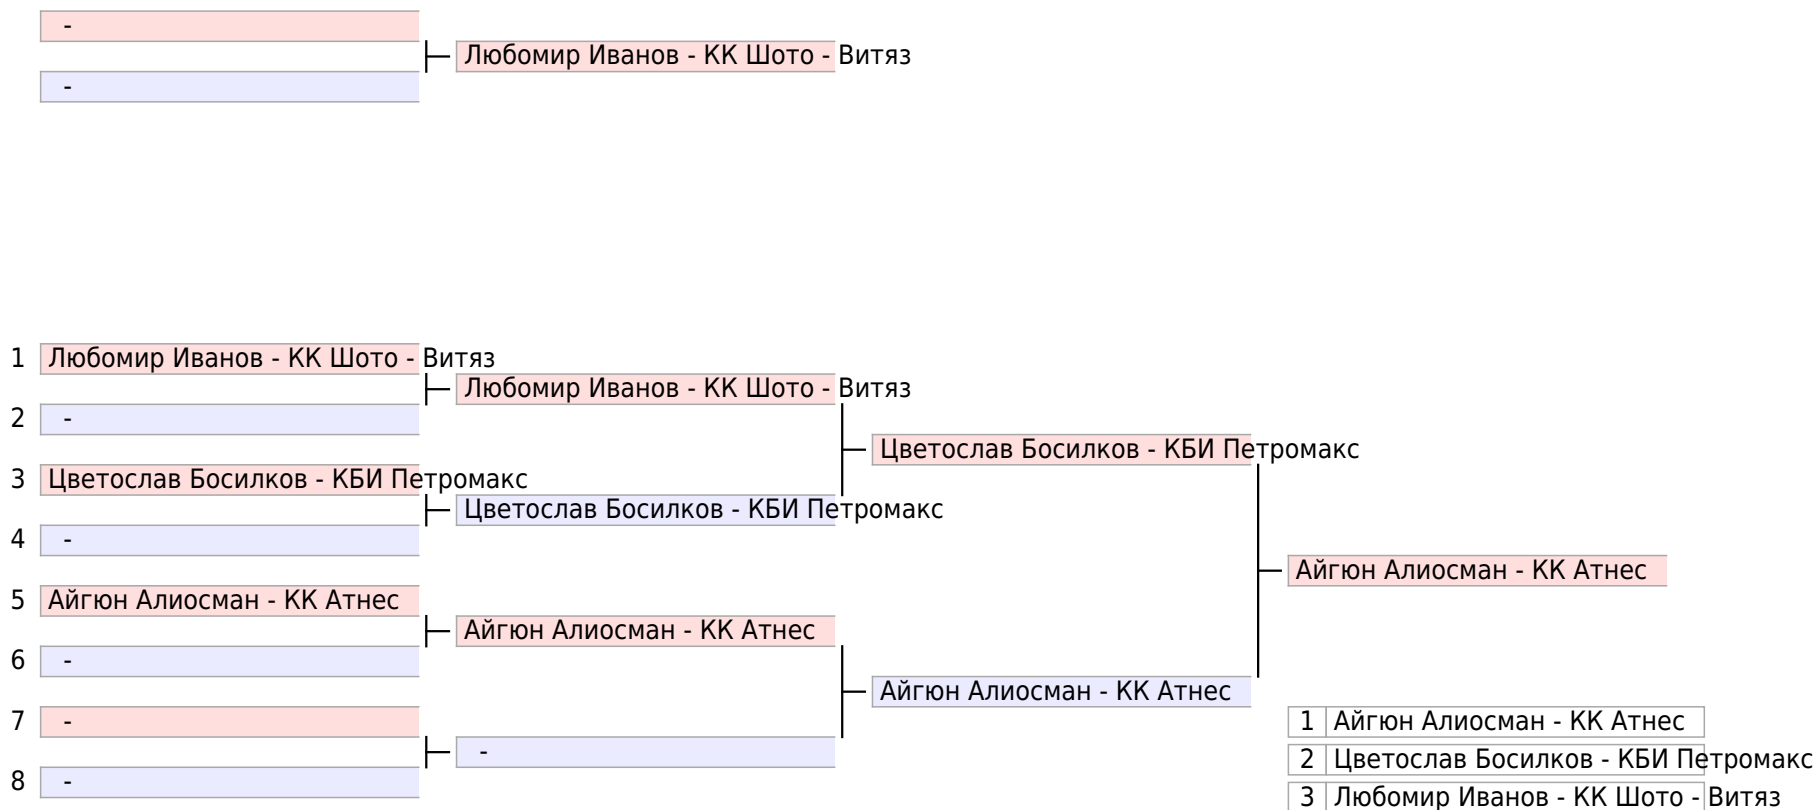 -
Любомир Иванов - КК Шото - Витяз
-
1 Любомир Иванов - КК Шото - Витяз
Любомир Иванов - КК Шото - Витяз
2 -
Цветослав Босилков - КБИ Петромакс
3 Цветослав Босилков - КБИ Петромакс
Цветослав Босилков - КБИ Петромакс
4 -
Айгюн Алиосман - КК Атнес
5 Айгюн Алиосман - КК Атнес
Айгюн Алиосман - КК Атнес
6 -
Айгюн Алиосман - КК Атнес
7 -
-
8 -
1 Айгюн Алиосман - КК Атнес
2 Цветослав Босилков - КБИ Петромакс
3 Любомир Иванов - КК Шото - Витяз